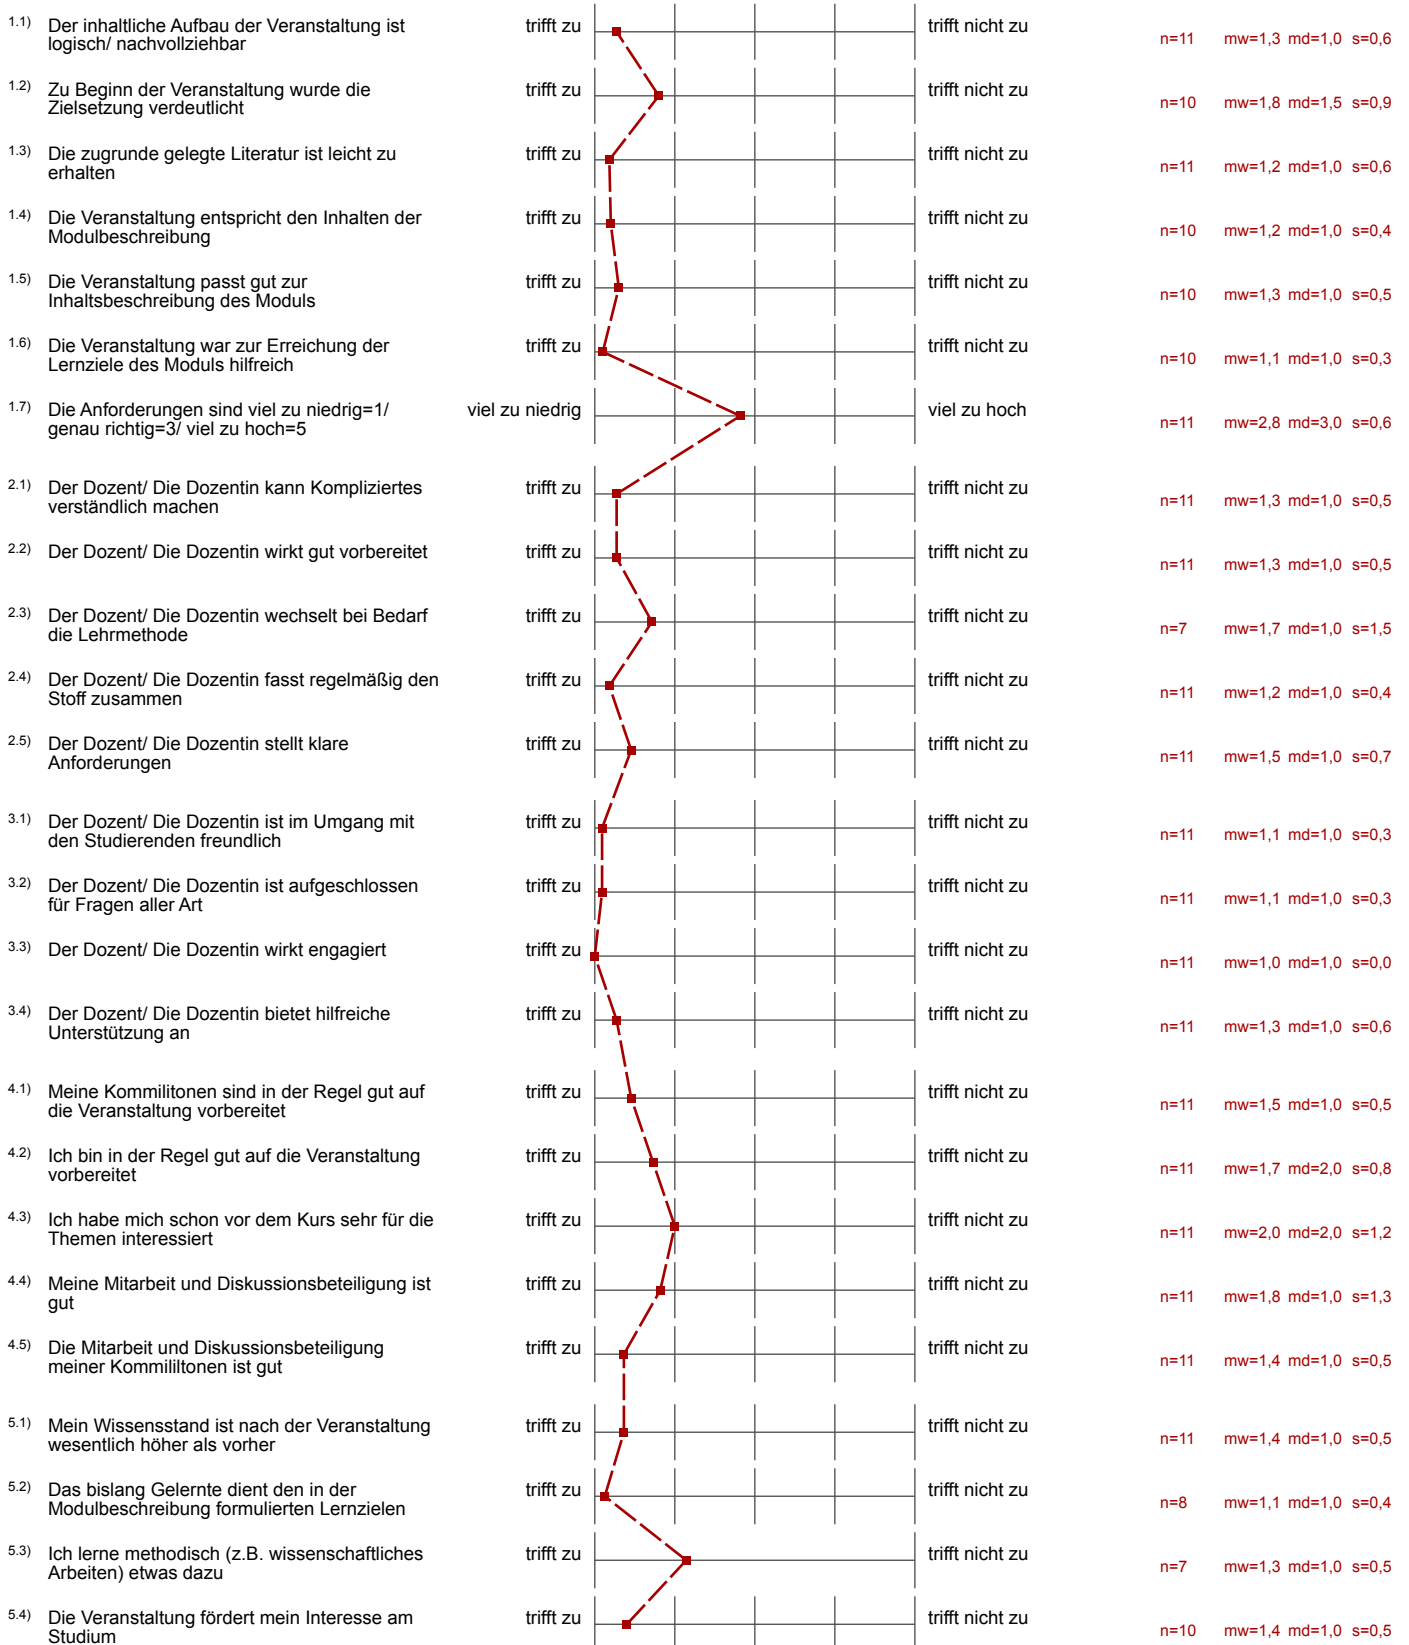 1.1) Der inhaltliche Aufbau der Veranstaltung ist trifft zu trifft nicht zu
logisch/ nachvollziehbar n=11 mw=1,3 md=1,0 s=0,6
1.2) Zu Beginn der Veranstaltung wurde die trifft zu trifft nicht zu
Zielsetzung verdeutlicht n=10 mw=1,8 md=1,5 s=0,9
1.3) Die zugrunde gelegte Literatur ist leicht zu trifft zu trifft nicht zu
erhalten n=11 mw=1,2 md=1,0 s=0,6
1.4) Die Veranstaltung entspricht den Inhalten der trifft zu trifft nicht zu
Modulbeschreibung n=10 mw=1,2 md=1,0 s=0,4
1.5) Die Veranstaltung passt gut zur trifft zu trifft nicht zu
Inhaltsbeschreibung des Moduls n=10 mw=1,3 md=1,0 s=0,5
1.6) Die Veranstaltung war zur Erreichung der trifft zu trifft nicht zu
Lernziele des Moduls hilfreich n=10 mw=1,1 md=1,0 s=0,3
1.7) Die Anforderungen sind viel zu niedrig=1/ viel zu niedrig viel zu hoch
genau richtig=3/ viel zu hoch=5 n=11 mw=2,8 md=3,0 s=0,6
2.1) Der Dozent/ Die Dozentin kann Kompliziertes trifft zu trifft nicht zu
verständlich machen n=11 mw=1,3 md=1,0 s=0,5
2.2) Der Dozent/ Die Dozentin wirkt gut vorbereitet trifft zu trifft nicht zu
n=11 mw=1,3 md=1,0 s=0,5
2.3) Der Dozent/ Die Dozentin wechselt bei Bedarf trifft zu trifft nicht zu
die Lehrmethode n=7 mw=1,7 md=1,0 s=1,5
2.4) Der Dozent/ Die Dozentin fasst regelmäßig den trifft zu trifft nicht zu
Stoff zusammen n=11 mw=1,2 md=1,0 s=0,4
2.5) Der Dozent/ Die Dozentin stellt klare trifft zu trifft nicht zu
Anforderungen n=11 mw=1,5 md=1,0 s=0,7
3.1) Der Dozent/ Die Dozentin ist im Umgang mit trifft zu trifft nicht zu
den Studierenden freundlich n=11 mw=1,1 md=1,0 s=0,3
3.2) Der Dozent/ Die Dozentin ist aufgeschlossen trifft zu trifft nicht zu
für Fragen aller Art n=11 mw=1,1 md=1,0 s=0,3
3.3) Der Dozent/ Die Dozentin wirkt engagiert trifft zu trifft nicht zu
n=11 mw=1,0 md=1,0 s=0,0
3.4) Der Dozent/ Die Dozentin bietet hilfreiche trifft zu trifft nicht zu
Unterstützung an n=11 mw=1,3 md=1,0 s=0,6
4.1) Meine Kommilitonen sind in der Regel gut auf trifft zu trifft nicht zu
die Veranstaltung vorbereitet n=11 mw=1,5 md=1,0 s=0,5
4.2) Ich bin in der Regel gut auf die Veranstaltung trifft zu trifft nicht zu
vorbereitet n=11 mw=1,7 md=2,0 s=0,8
4.3) Ich habe mich schon vor dem Kurs sehr für die trifft zu trifft nicht zu
Themen interessiert n=11 mw=2,0 md=2,0 s=1,2
4.4) Meine Mitarbeit und Diskussionsbeteiligung ist trifft zu trifft nicht zu
gut n=11 mw=1,8 md=1,0 s=1,3
4.5) Die Mitarbeit und Diskussionsbeteiligung trifft zu trifft nicht zu
meiner Kommililtonen ist gut n=11 mw=1,4 md=1,0 s=0,5
5.1) Mein Wissensstand ist nach der Veranstaltung trifft zu trifft nicht zu
wesentlich höher als vorher n=11 mw=1,4 md=1,0 s=0,5
5.2) Das bislang Gelernte dient den in der trifft zu trifft nicht zu
Modulbeschreibung formulierten Lernzielen n=8 mw=1,1 md=1,0 s=0,4
5.3) Ich lerne methodisch (z.B. wissenschaftliches trifft zu trifft nicht zu
Arbeiten) etwas dazu n=7 mw=1,3 md=1,0 s=0,5
5.4) Die Veranstaltung fördert mein Interesse am trifft zu trifft nicht zu
Studium n=10 mw=1,4 md=1,0 s=0,5